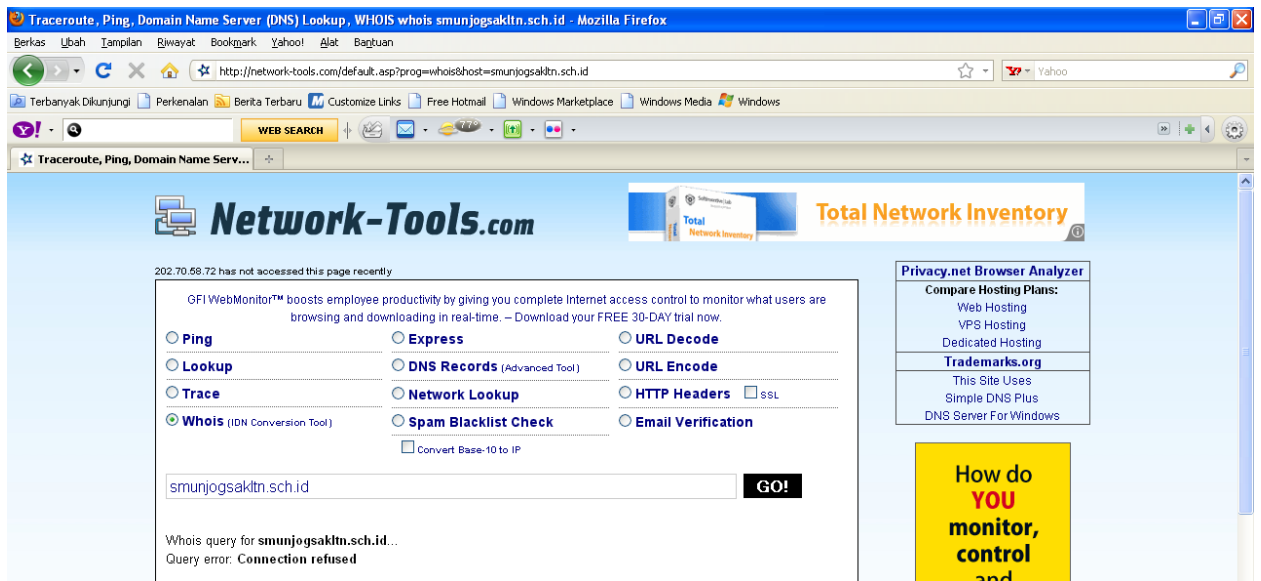 Traceroute, Ping, Domain Name Server (DNS) Lookup, WHOIS whois smunjogsakltn.sch.id - Mozilla Firefox
Berkas Ubah Tampilan Riwayat Bookmark Yahoo! Alat Bantuan
http://network-tools.com/default.asp?prog=whois&host=smunjogsakltn.sch.id
Yahoo
Terbanyak Dikunjungi Perkenalan Berita Terbaru Customize Links Free Hotmail Windows Marketplace Windows Media Windows
Y! WEB SEARCH 779
Traceroute, Ping, Domain Name Serv...
Network-Tools.com
Total
Network Inventory
Total Network Inventory
202.70.58.72 has not accessed this page recently
GFI WebMonitor™ boosts employee productivity by giving you complete Internet access control to monitor what users are
browsing and downloading in real-time. – Download your FREE 30-DAY trial now.
Ping Express URL Decode
Lookup DNS Records (Advanced Tool) URL Encode
Trace Network Lookup HTTP Headers SSL
Whois (IDN Conversion Tool) Spam Blacklist Check Email Verification
Convert Base-10 to IP
smunjogsakltn.sch.id GO!
Whois query for smunjogsakltn.sch.id...
Query error: Connection refused
Privacy.net Browser Analyzer
Compare Hosting Plans:
Web Hosting
VPS Hosting
Dedicated Hosting
Trademarks.org
This Site Uses
Simple DNS Plus
DNS Server For Windows
How do
YOU
monitor,
control
and